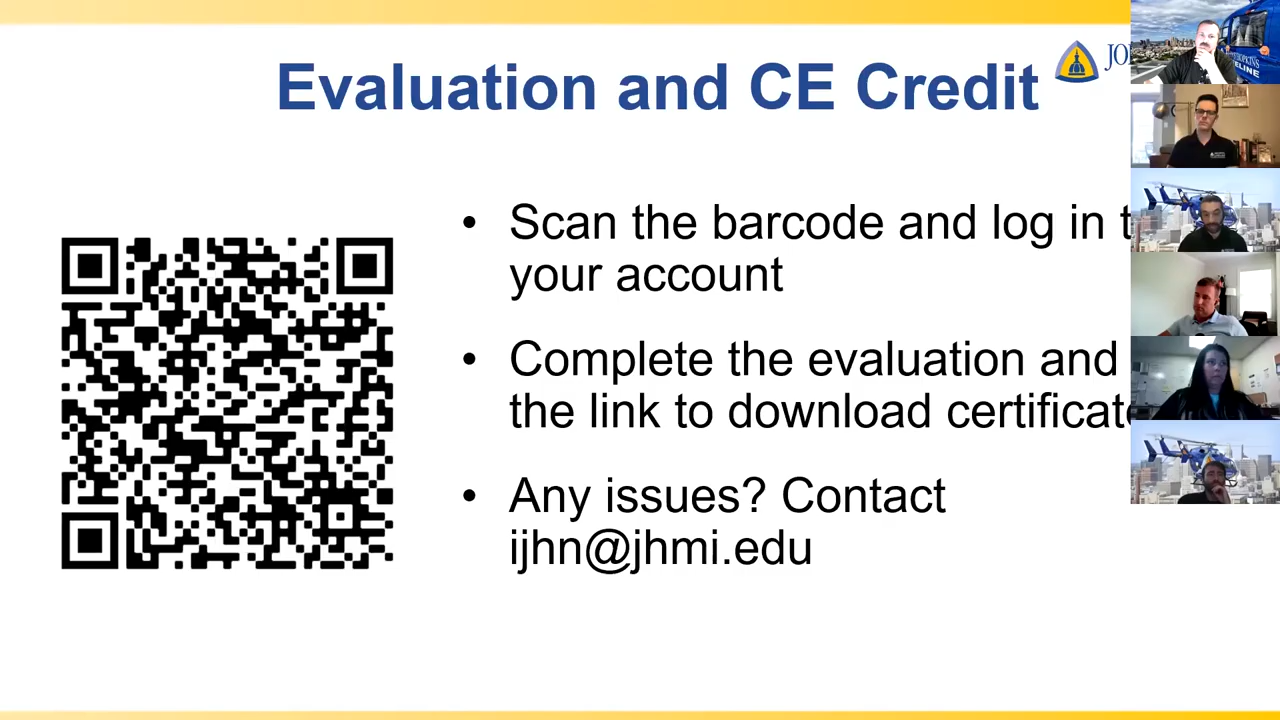 Evaluation and CE Credit
• Scan the barcode and log in
your account
• Complete the evaluation and
the link to download certificate
• Any issues? Contact
ijhn@jhmi.edu